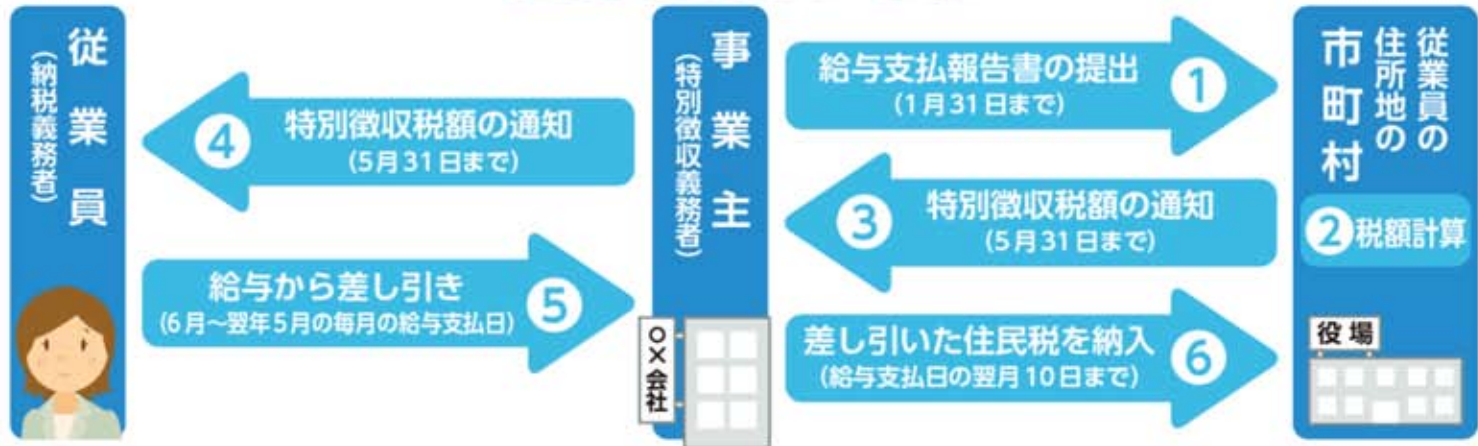 従業員
（納税義務者）
事業主
（特別徴収義務者）
〇×会社
従業員の
住所地の
市町村
②税額計算
役場
給与支払報告書の提出
（1月31日まで）
①
③
特別徴収税額の通知
（5月31日まで）
④
特別徴収税額の通知
（5月31日まで）
給与から差し引き
（6月～翌年5月の毎月の給与支払日）
⑤
差し引いた住民税を納入
（給与支払日の翌月10日まで）
⑥